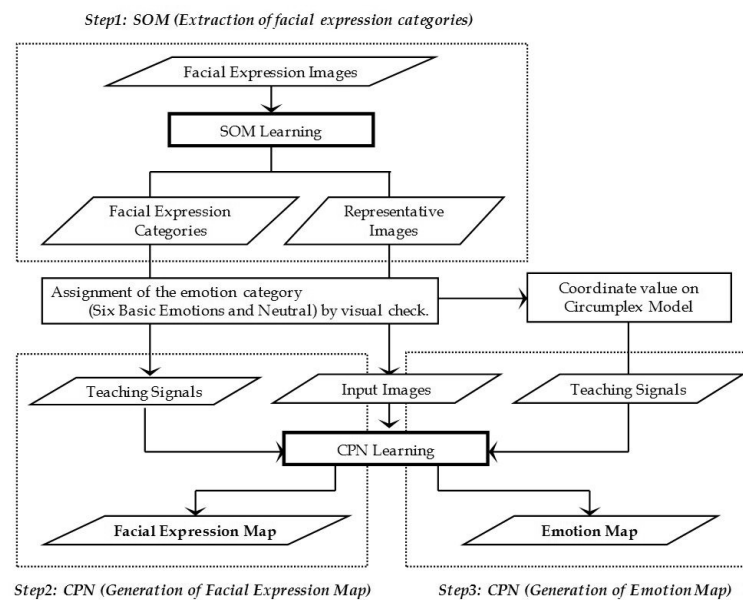 Step1: SOM (Extraction of facial expression categories)
Facial Expression Images
SOM Learning
Facial Expression
Categories
Representative
Images
Assignment of the emotion category
(Six Basic Emotions and Neutral) by visual check.
Coordinate value on
Circumplex Model
Teaching Signals
Input Images
Teaching Signals
CPN Learning
Facial Expression Map
Emotion Map
Step2: CPN (Generation of Facial Expression Map)
Step3: CPN (Generation of Emotion Map)